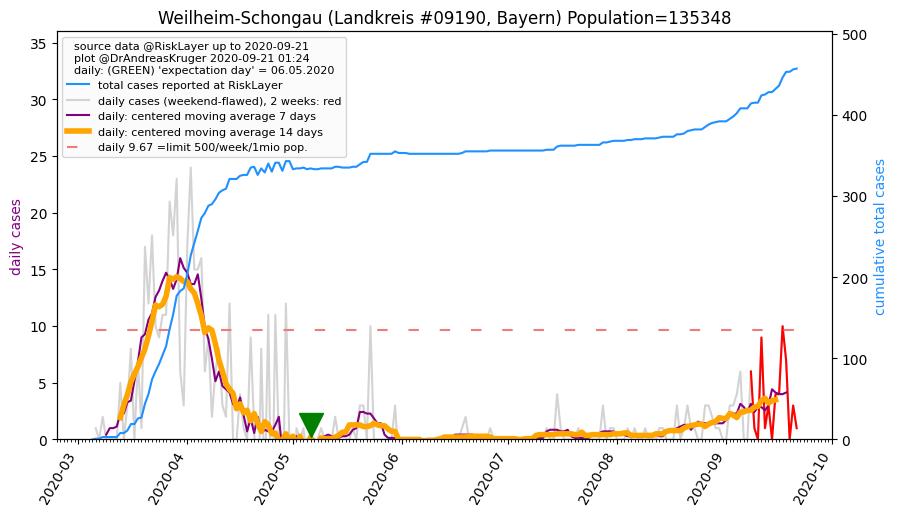 Weilheim-Schongau (Landkreis #09190, Bayern) Population=135348
source data @RiskLayer up to 2020-09-21
plot @DrAndreasKruger 2020-09-21 01:24
daily: (GREEN) 'expectation day' = 06.05.2020
total cases reported at RiskLayer
daily cases (weekend-flawed), 2 weeks: red
daily: centered moving average 7 days
daily: centered moving average 14 days
daily 9.67 =limit 500/week/1mio pop.
daily cases
35
30
25
20
15
10
5
0
cumulative total cases
500
400
300
200
100
0
2020-03
2020-04
2020-05
2020-06
2020-07
2020-08
2020-09
2020-10